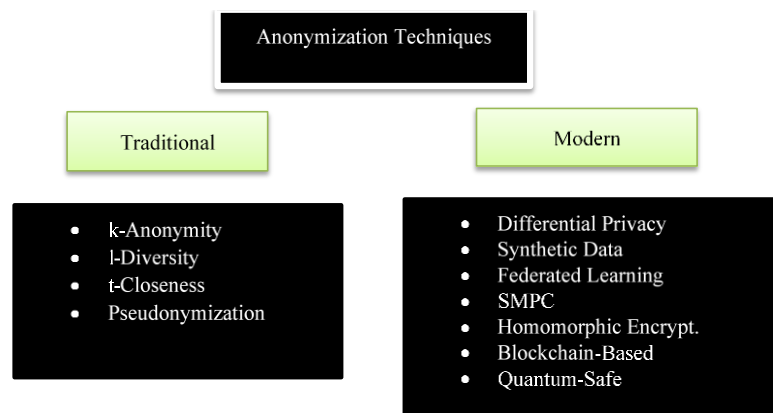 Anonymization Techniques
Traditional
Modern
• k-Anonymity
• l-Diversity
• t-Closeness
• Pseudonymization
• Differential Privacy
• Synthetic Data
• Federated Learning
• SMPC
• Homomorphic Encrypt.
• Blockchain-Based
• Quantum-Safe